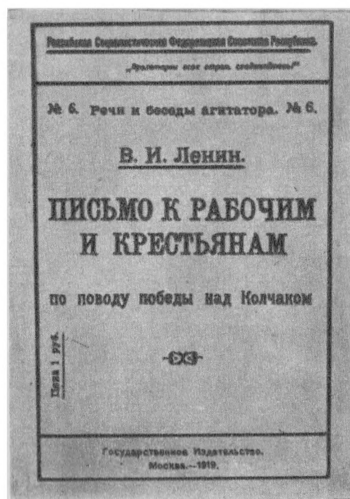 Российская Социалистическая Федеративная Советская Республика.
„Пролетарии всех стран, соединяйтесь!"
№ 6. Речи и беседы агитатора. № 6.
В. И. Ленин.
ПИСЬМО К РАБОЧИМ
И КРЕСТЬЯНАМ
по поводу победы над Колчаком
Цена 1 руб.
Государственное Издательство.
Москва.—1919.